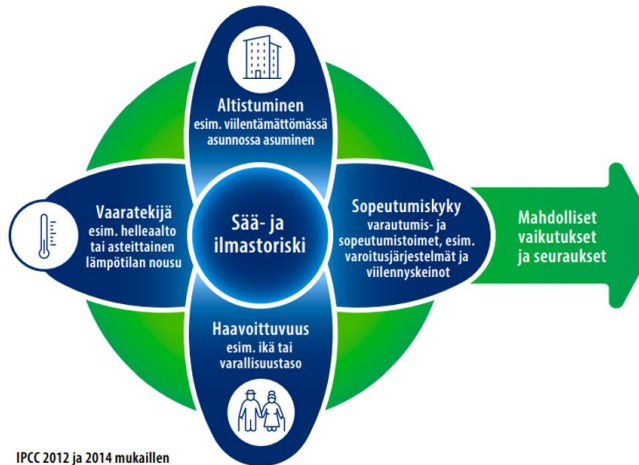 Altistuminen
esim. viilentämättömässä
asunnossa asuminen
Vaaratekijä
esim. helleaalto
tai asteittainen
lämpötilan nousu
Sää- ja
ilmastoriski
Sopeutumiskyky
varautumis- ja
sopeutumistoimet, esim.
varoitusjärjestelmät ja
viilennyskeinot
Mahdolliset
vaikutukset
ja seuraukset
Haavoittuvuus
esim. ikä tai
varallisuustaso
IPCC 2012 ja 2014 mukaillen